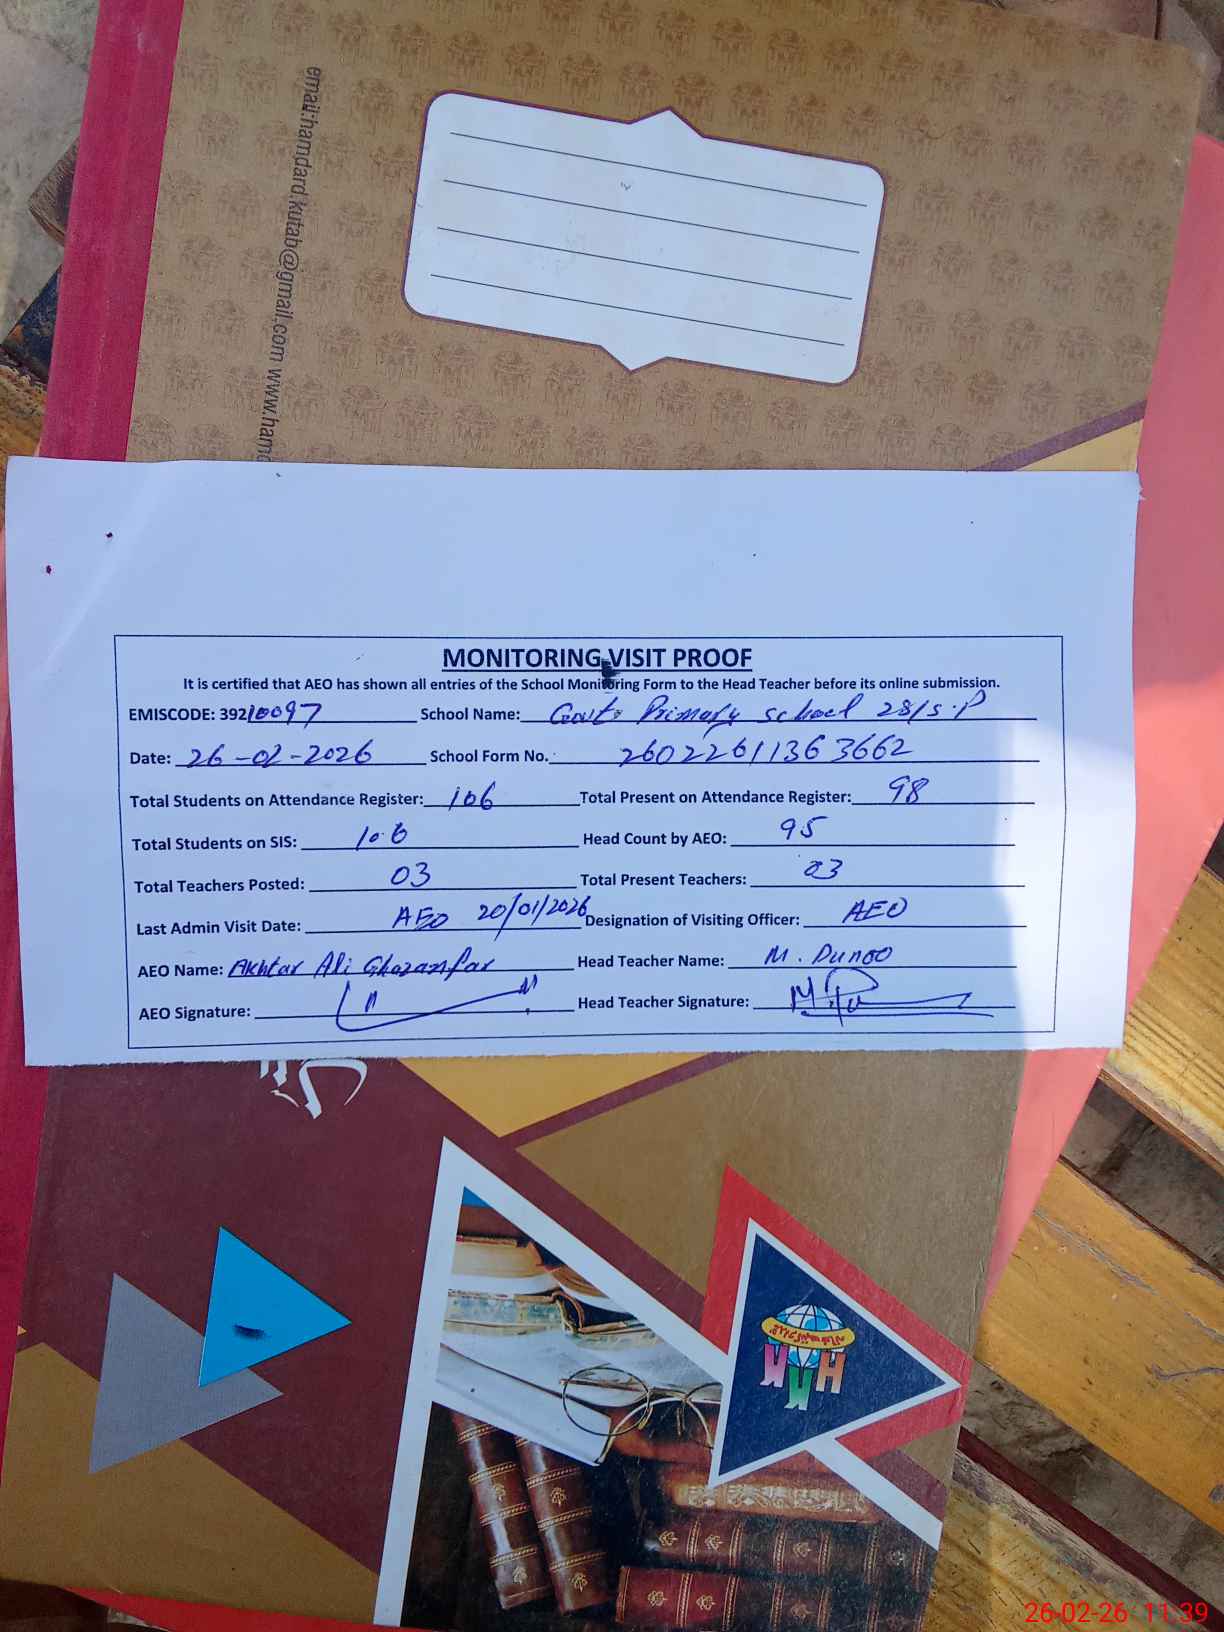 email:hamdard.kutab@gmail.com www.hamd
MONITORING VISIT PROOF
It is certified that AEO has shown all entries of the School Monitoring Form to the Head Teacher before its online submission.
EMISCODE: 39210097 School Name: Govt. Primary school 28/S.P
Date: 26-02-2026 School Form No. 26022611363662
Total Students on Attendance Register: 106 Total Present on Attendance Register: 98
Total Students on SIS: 106 Head Count by AEO: 95
Total Teachers Posted: 03 Total Present Teachers: 03
Last Admin Visit Date: AEO 20/01/2026 Designation of Visiting Officer: AEO
AEO Name: Akhtar Ali Ghazanfar Head Teacher Name: M. Dunoo
AEO Signature: Head Teacher Signature:
HKH
26-02-26 11:39